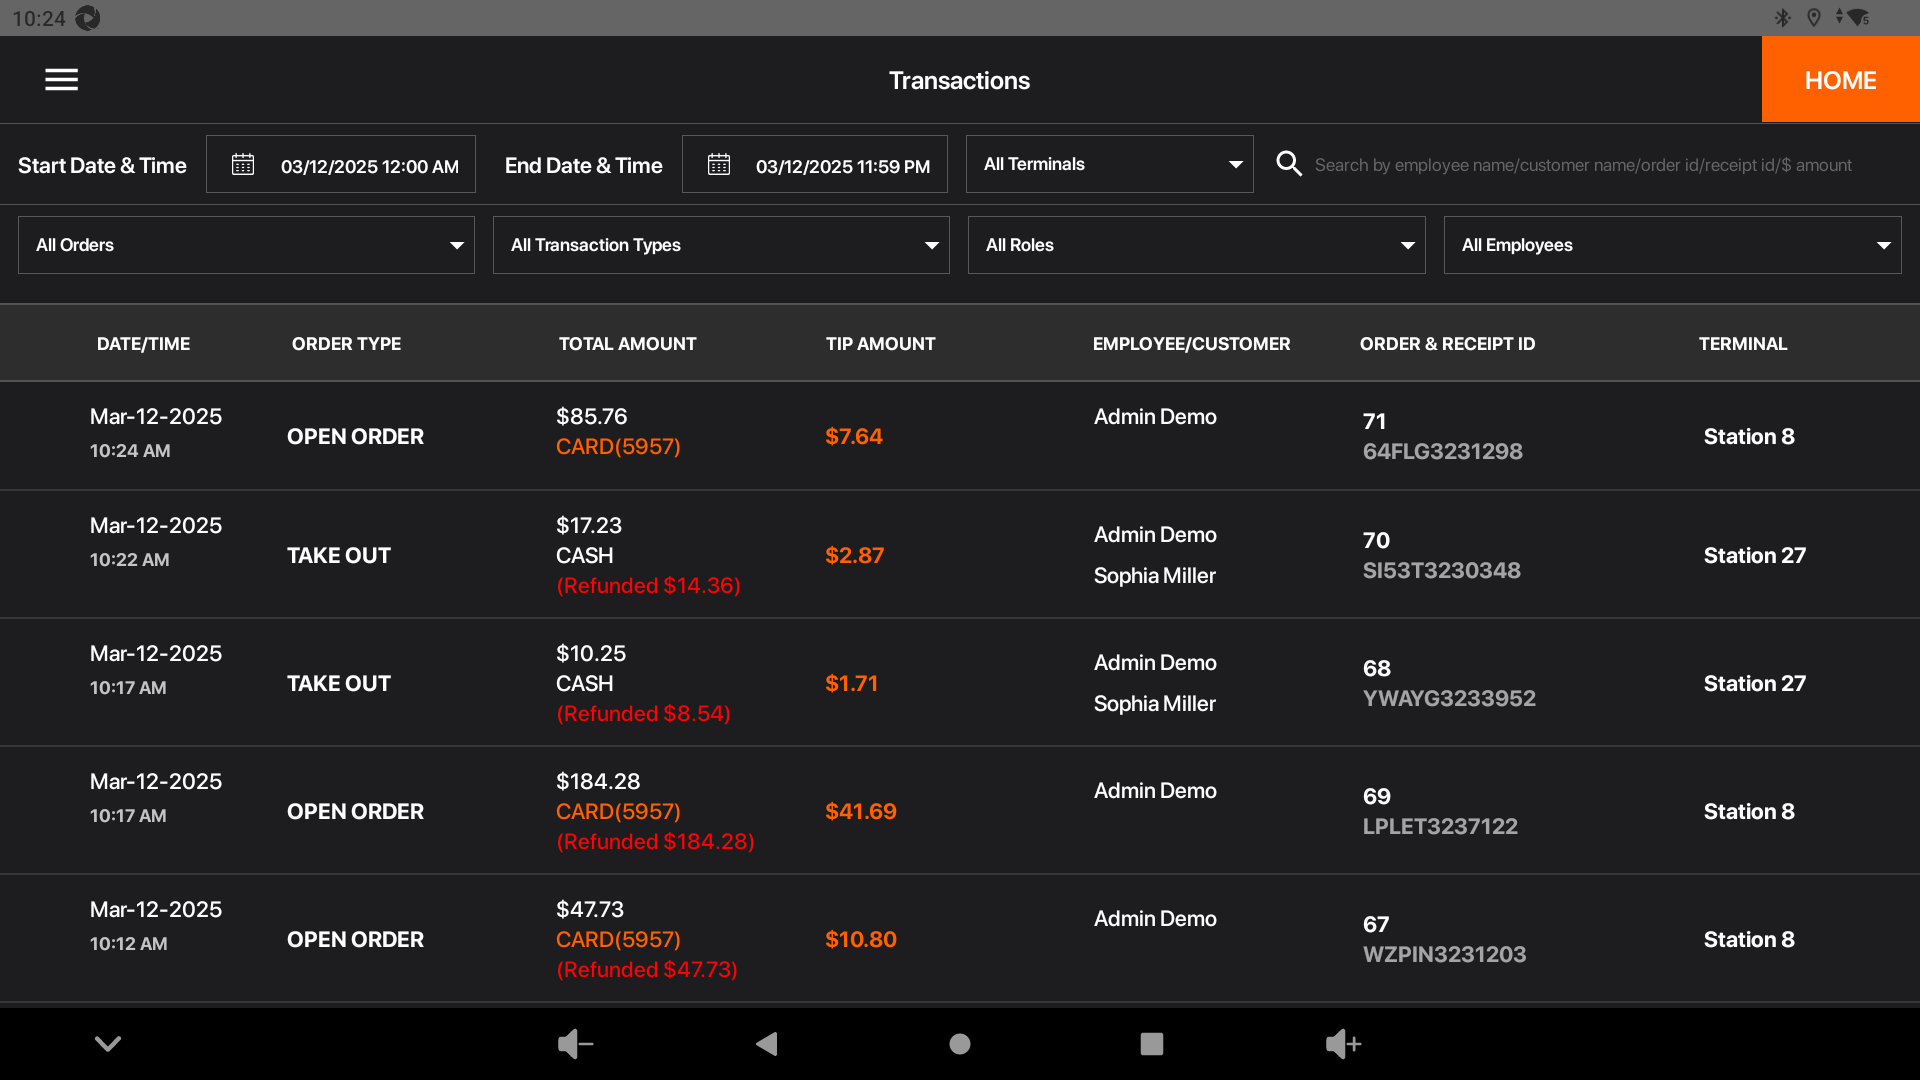 10:24
5
Transactions
HOME
Start Date & Time
03/12/2025 12:00 AM
End Date & Time
03/12/2025 11:59 PM
All Terminals
Search by employee name/customer name/order id/receipt id/$ amount
All Orders
All Transaction Types
All Roles
All Employees
DATE/TIME ORDER TYPE TOTAL AMOUNT TIP AMOUNT EMPLOYEE/CUSTOMER ORDER & RECEIPT ID TERMINAL
Mar-12-2025
10:24 AM
OPEN ORDER
$85.76
CARD(5957)
$7.64
Admin Demo
71
64FLG3231298
Station 8
Mar-12-2025
10:22 AM
TAKE OUT
$17.23
CASH
(Refunded $14.36)
$2.87
Admin Demo
Sophia Miller
70
SI53T3230348
Station 27
Mar-12-2025
10:17 AM
TAKE OUT
$10.25
CASH
(Refunded $8.54)
$1.71
Admin Demo
Sophia Miller
68
YWAYG3233952
Station 27
Mar-12-2025
10:17 AM
OPEN ORDER
$184.28
CARD(5957)
(Refunded $184.28)
$41.69
Admin Demo
69
LPLET3237122
Station 8
Mar-12-2025
10:12 AM
OPEN ORDER
$47.73
CARD(5957)
(Refunded $47.73)
$10.80
Admin Demo
67
WZPIN3231203
Station 8